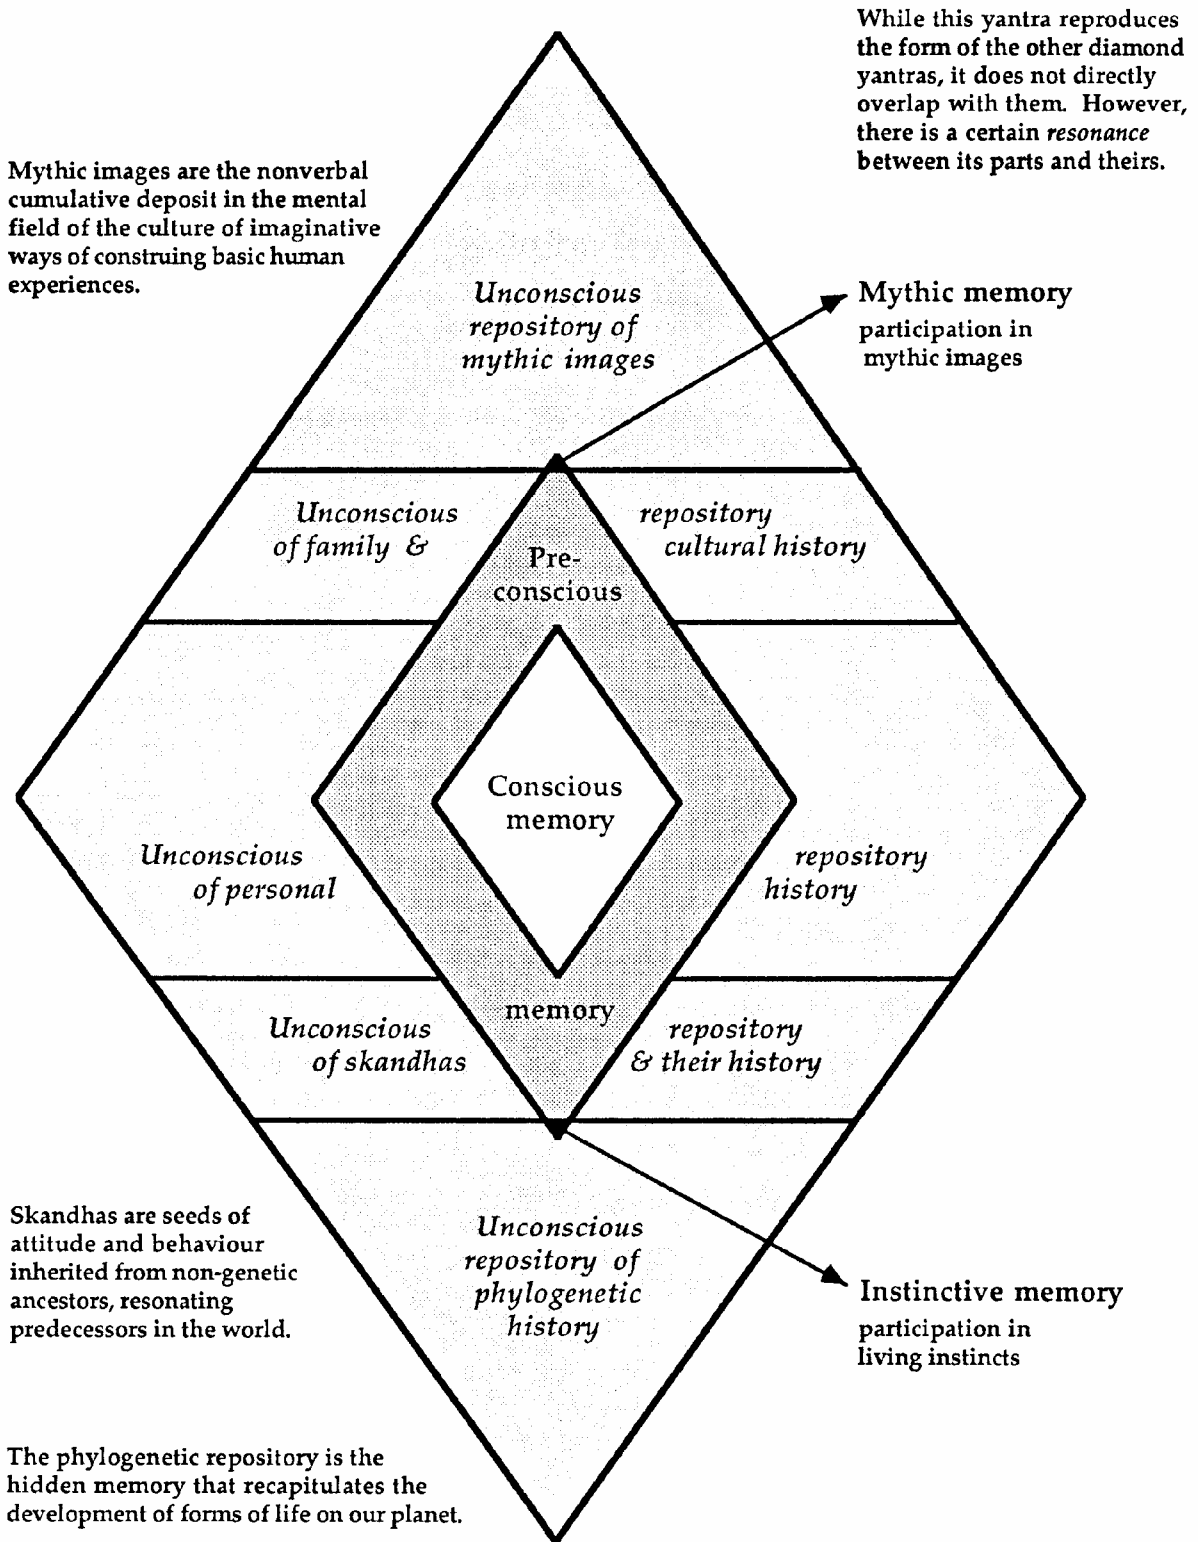 While this yantra reproduces
the form of the other diamond
yantras, it does not directly
overlap with them. However,
there is a certain resonance
between its parts and theirs.
Mythic images are the nonverbal
cumulative deposit in the mental
field of the culture of imaginative
ways of construing basic human
experiences.
Unconscious
repository of
mythic images
Mythic memory
participation in
mythic images
Unconscious
of family &
repository
cultural history
Pre-
conscious
Conscious
memory
Unconscious
of personal
repository
history
memory
Unconscious
of skandhas
repository
& their history
Skandhas are seeds of
attitude and behaviour
inherited from non-genetic
ancestors, resonating
predecessors in the world.
Unconscious
repository of
phylogenetic
history
Instinctive memory
participation in
living instincts
The phylogenetic repository is the
hidden memory that recapitulates the
development of forms of life on our planet.